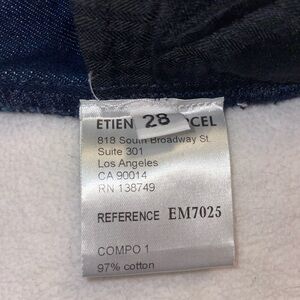 ETIEN 28 CEL
818 South Broadway St.
Suite 301
Los Angeles
CA 90014
RN 138749
REFERENCE EM7025
COMPO 1
97% cotton